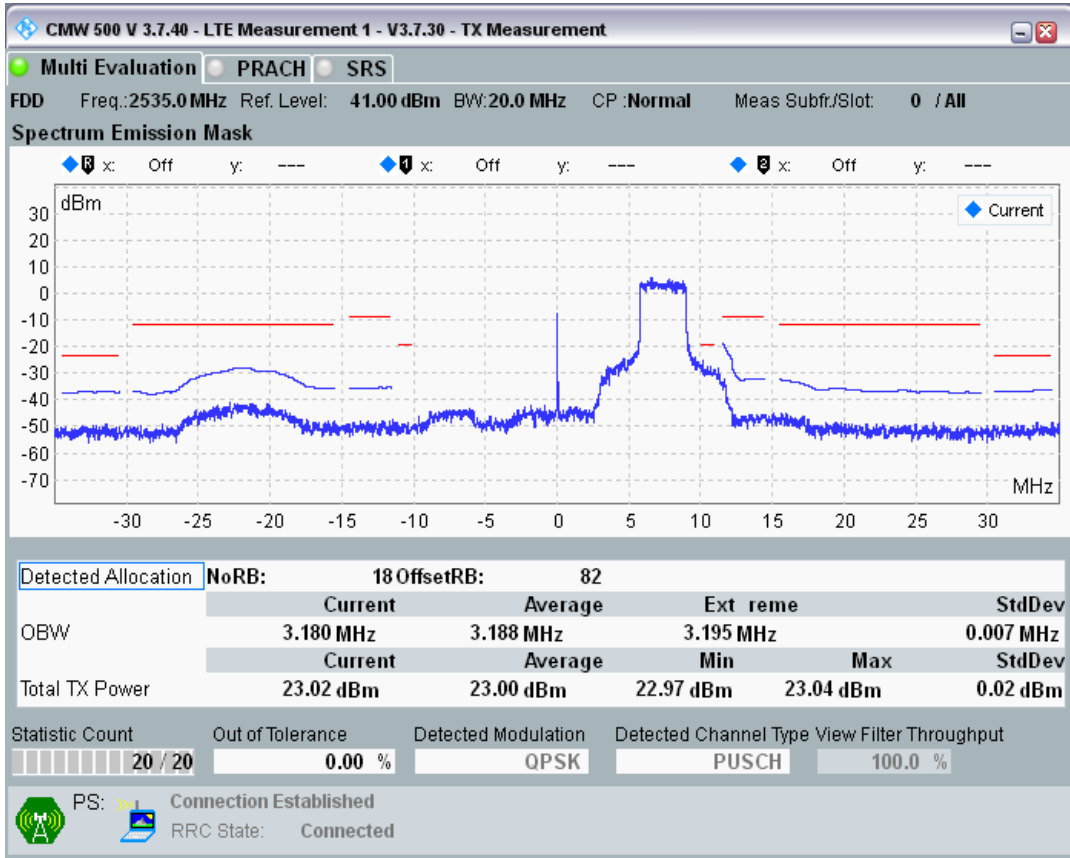 CMW 500 V 3.7.40 - LTE Measurement 1 - V3.7.30 - TX Measurement
Multi Evaluation PRACH SRS
FDD Freq.:2535.0 MHz Ref. Level: 41.00 dBm BW:20.0 MHz CP :Normal Meas Subfr./Slot: 0 / All
Spectrum Emission Mask
R x: Off y: --- 1 x: Off y: --- 2 x: Off y: ---
dBm
Current
30
20
10
0
-10
-20
-30
-40
-50
-60
-70
MHz
-30 -25 -20 -15 -10 -5 0 5 10 15 20 25 30
Detected Allocation NoRB: 18 OffsetRB: 82
Current Average Ext reme StdDev
OBW 3.180 MHz 3.188 MHz 3.195 MHz 0.007 MHz
Current Average Min Max StdDev
Total TX Power 23.02 dBm 23.00 dBm 22.97 dBm 23.04 dBm 0.02 dBm
Statistic Count Out of Tolerance Detected Modulation Detected Channel Type View Filter Throughput
20 / 20 0.00 % QPSK PUSCH 100.0 %
PS: Connection Established
RRC State: Connected